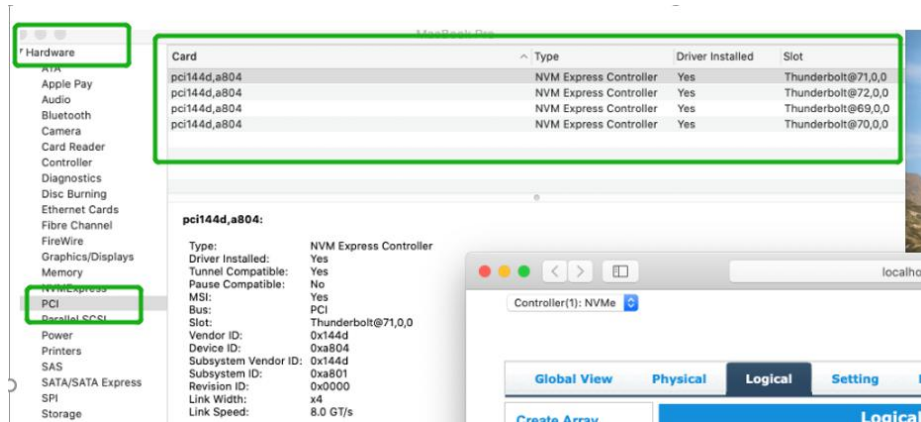 MacBook Pro
Hardware
ATA
Apple Pay
Audio
Bluetooth
Camera
Card Reader
Controller
Diagnostics
Disc Burning
Ethernet Cards
Fibre Channel
FireWire
Graphics/Displays
Memory
NVMExpress
PCI
Parallel SCSI
Power
Printers
SAS
SATA/SATA Express
SPI
Storage
Card Type Driver Installed Slot
pci144d,a804 NVM Express Controller Yes Thunderbolt@71,0,0
pci144d,a804 NVM Express Controller Yes Thunderbolt@72,0,0
pci144d,a804 NVM Express Controller Yes Thunderbolt@69,0,0
pci144d,a804 NVM Express Controller Yes Thunderbolt@70,0,0
pci144d,a804:
Type: NVM Express Controller
Driver Installed: Yes
Tunnel Compatible: Yes
Pause Compatible: No
MSI: Yes
Bus: PCI
Slot: Thunderbolt@71,0,0
Vendor ID: 0x144d
Device ID: 0xa804
Subsystem Vendor ID: 0x144d
Subsystem ID: 0xa801
Revision ID: 0x0000
Link Width: x4
Link Speed: 8.0 GT/s
localho
Controller(1): NVMe
Global View Physical Logical Setting
Create Array
Logical